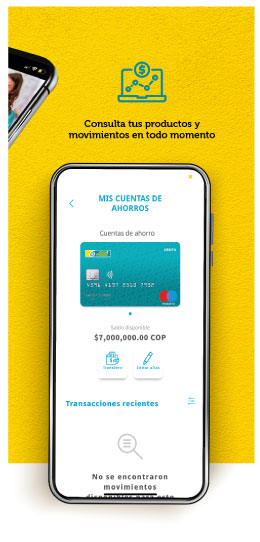 Consulta tus productos y
movimientos en todo momento
MIS CUENTAS DE
AHORROS
Cuentas de ahorro
DEBITO
Saldo disponible
$7,000,000.00 COP
Transferir
Editar alias
Transacciones recientes
No se encontraron
movimientos